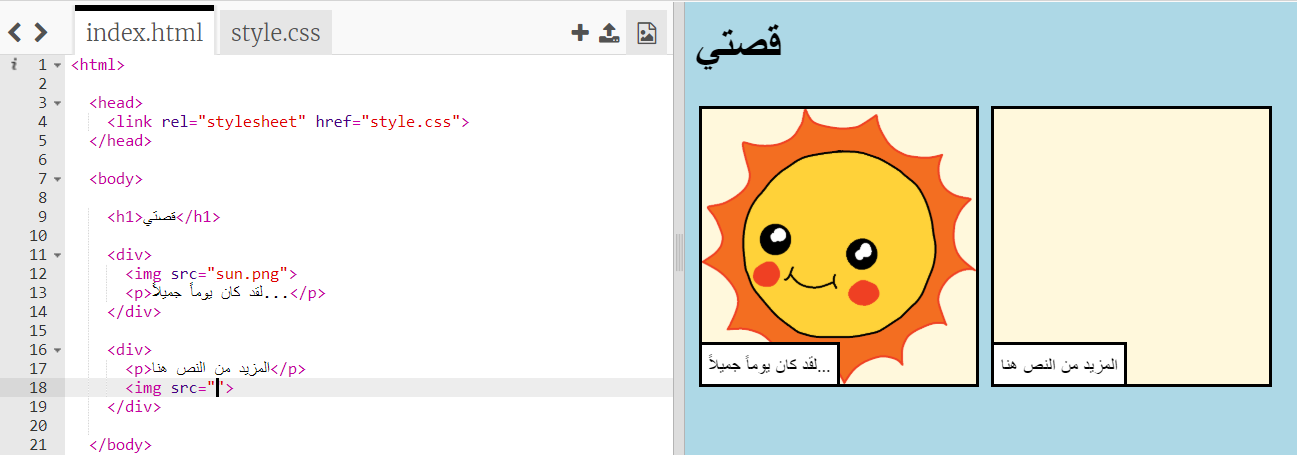 index.html style.css
i 1 <html>
2
3 <head>
4 <link rel="stylesheet" href="style.css">
5 </head>
6
7 <body>
8
9 <h1>قصتي</h1>
10
11 <div>
12 <img src="sun.png">
13 <p>لقد كان يوماً جميلاً...</p>
14 </div>
15
16 <div>
17 <p>المزيد من النص هنا</p>
18 <img src="">
19 </div>
20
21 </body>
قصتي
لقد كان يوماً جميلاً...
المزيد من النص هنا